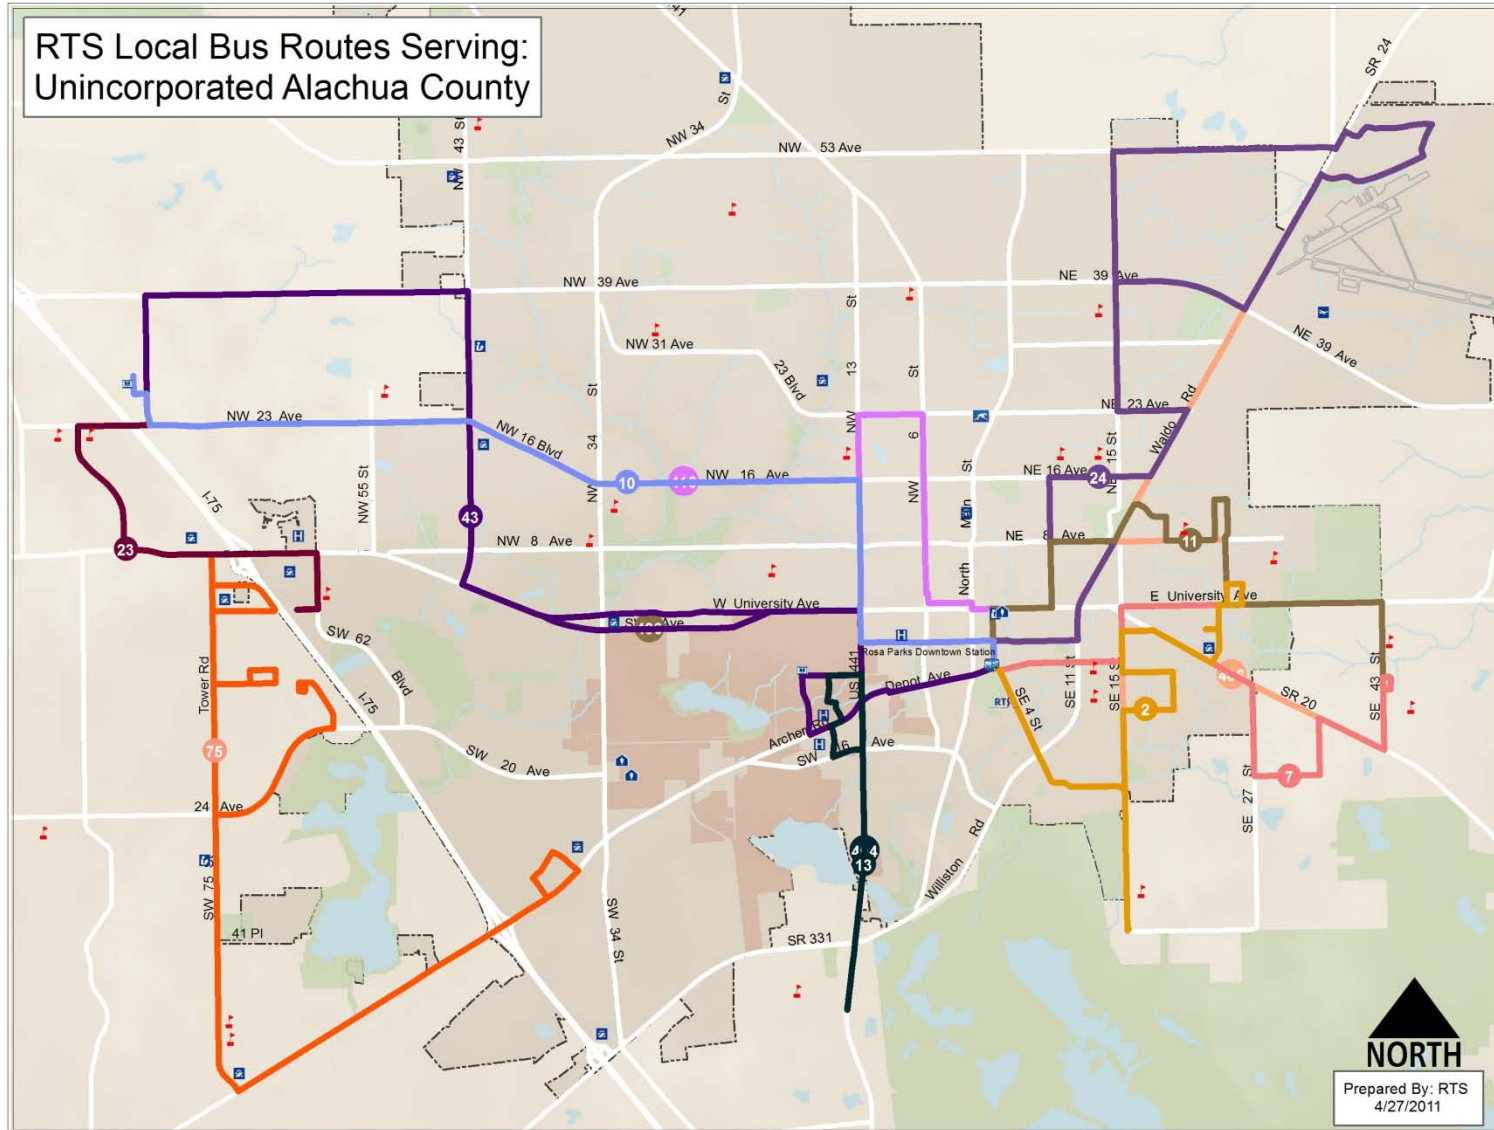 RTS Local Bus Routes Serving:
Unincorporated Alachua County
SR 24
St
NW 34
NW 53 Ave
NW 43 St
NW 39 Ave
NE 39 Ave
NE 39 Ave
St
NW 31 Ave
23 Blvd
13
NW
St
6
NW
NW 23 Ave
NE 23 Ave
Waldo Rd
NW 16 Blvd
St
34
NW
10
NW 16 Ave
NE 16 Ave
24
NE 15 St
NW 55 St
I-75
43
Main St
North
23
NW 8 Ave
NE 8 Ave
11
W University Ave
E University Ave
SW 62 Blvd
I-75
Rosa Parks Downtown Station
US 441
Depot Ave
RTS
SE 4 St
SE 11 St
SE 15 St
2
SR 20
SE 43 St
Tower Rd
75
SW 20 Ave
Archer Rd
SW 16 Ave
7
SE 27 St
24 Ave
13
Williston Rd
SW 75 St
41 Pl
SW 34 St
SR 331
NORTH
Prepared By: RTS
4/27/2011